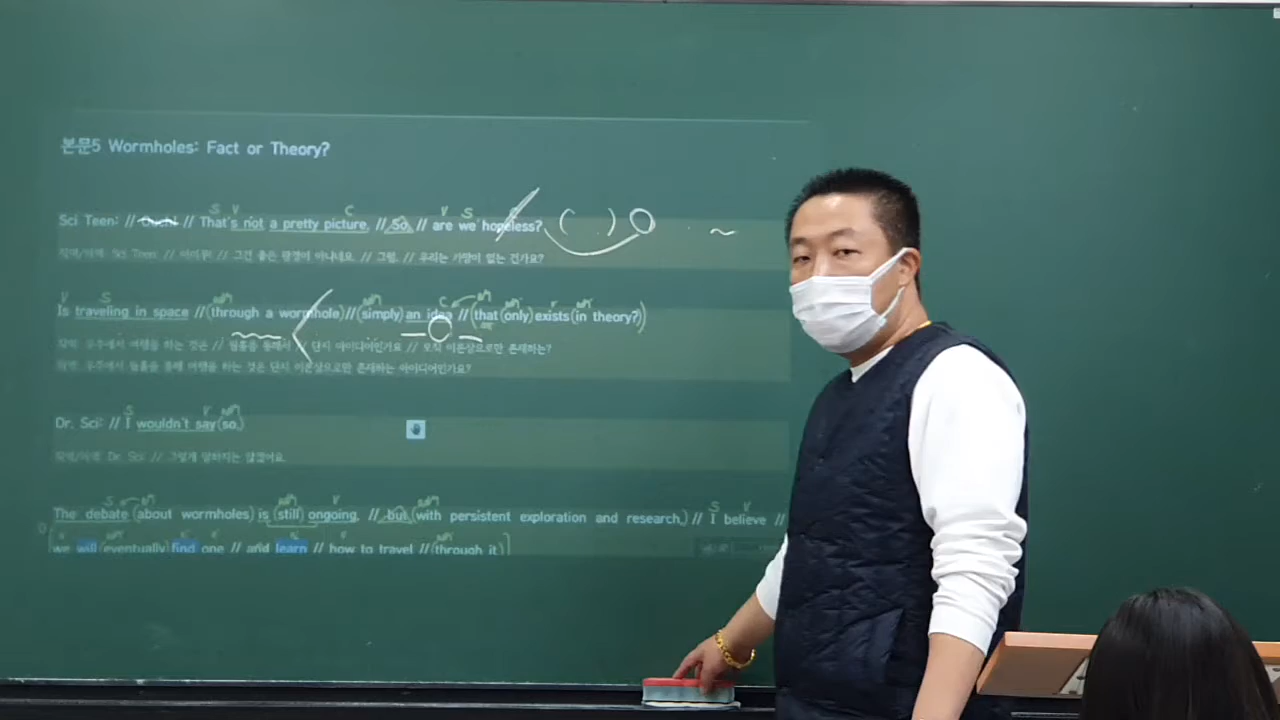 본문5 Wormholes: Fact or Theory?
Sci Teen: // Ouch! // That's not a pretty picture. // So, // are we hopeless?
직역/의역: Sci Teen: // 아이쿠! // 그건 좋은 광경이 아니네요. // 그럼, // 우리는 가망이 없는 건가요?
Is traveling in space //(through a wormhole)//(simply) an idea //(that (only) exists (in theory?))
직역: 우주에서 여행을 하는 것은 // 웜홀을 통해서 // 단지 아이디어인가요 // 오직 이론상으로만 존재하는?
의역: 우주에서 웜홀을 통해 여행을 하는 것은 단지 이론상으로만 존재하는 아이디어인가요?
Dr. Sci: // I wouldn't say (so.)
직역/의역: Dr. Sci: // 그렇게 말하지는 않겠어요.
The debate (about wormholes) is (still) ongoing, // but (with persistent exploration and research,) // I believe //
[we will (eventually) find one // and learn // how to travel //(through it)]